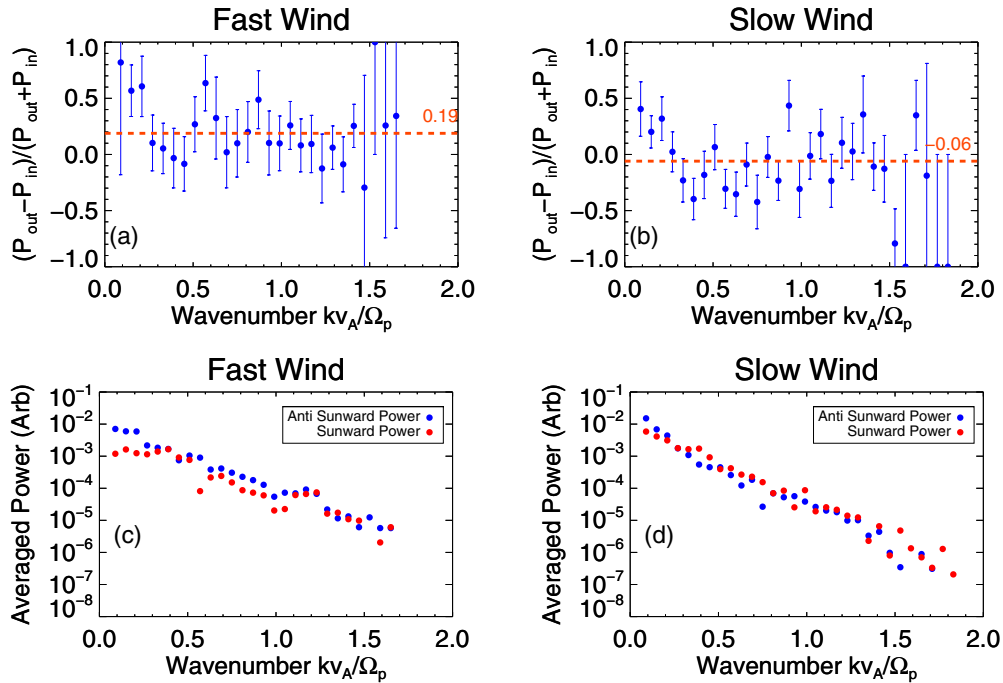 Fast Wind
Slow Wind
(P_out−P_in)/(P_out+P_in)
1.0
0.5
0.0
−0.5
−1.0
0.19
(a)
0.0 0.5 1.0 1.5 2.0
Wavenumber kv_A/Ω_p
(P_out−P_in)/(P_out+P_in)
1.0
0.5
0.0
−0.5
−1.0
−0.06
(b)
0.0 0.5 1.0 1.5 2.0
Wavenumber kv_A/Ω_p
Fast Wind
Slow Wind
Averaged Power (Arb)
10^−1
10^−2
10^−3
10^−4
10^−5
10^−6
10^−7
10^−8
Anti Sunward Power
Sunward Power
(c)
0.0 0.5 1.0 1.5 2.0
Wavenumber kv_A/Ω_p
Averaged Power (Arb)
10^−1
10^−2
10^−3
10^−4
10^−5
10^−6
10^−7
10^−8
Anti Sunward Power
Sunward Power
(d)
0.0 0.5 1.0 1.5 2.0
Wavenumber kv_A/Ω_p